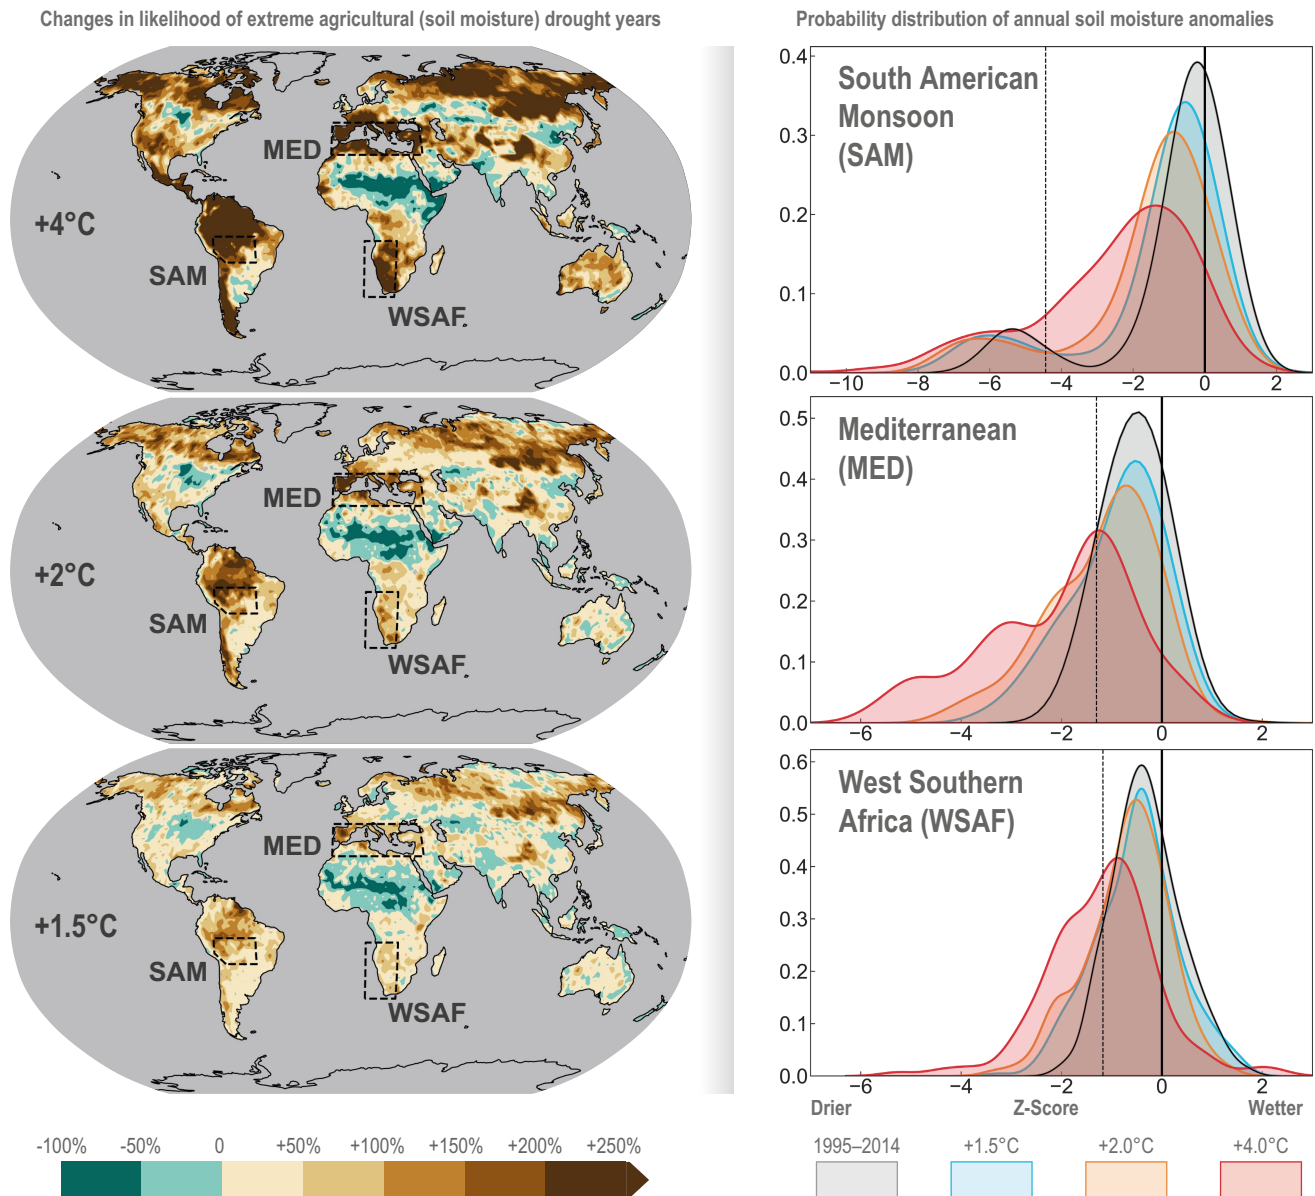 Changes in likelihood of extreme agricultural (soil moisture) drought years
+4°C
MED
SAM
WSAF
+2°C
MED
SAM
WSAF
+1.5°C
MED
SAM
WSAF
-100% -50% 0 +50% +100% +150% +200% +250%
Probability distribution of annual soil moisture anomalies
South American
Monsoon
(SAM)
0.4
0.3
0.2
0.1
0.0
−10 −8 −6 −4 −2 0 2
Mediterranean
(MED)
0.5
0.4
0.3
0.2
0.1
0.0
−6 −4 −2 0 2
West Southern
Africa (WSAF)
0.6
0.5
0.4
0.3
0.2
0.1
0.0
−6 −4 −2 0 2
Drier Z-Score Wetter
1995–2014 +1.5°C +2.0°C +4.0°C